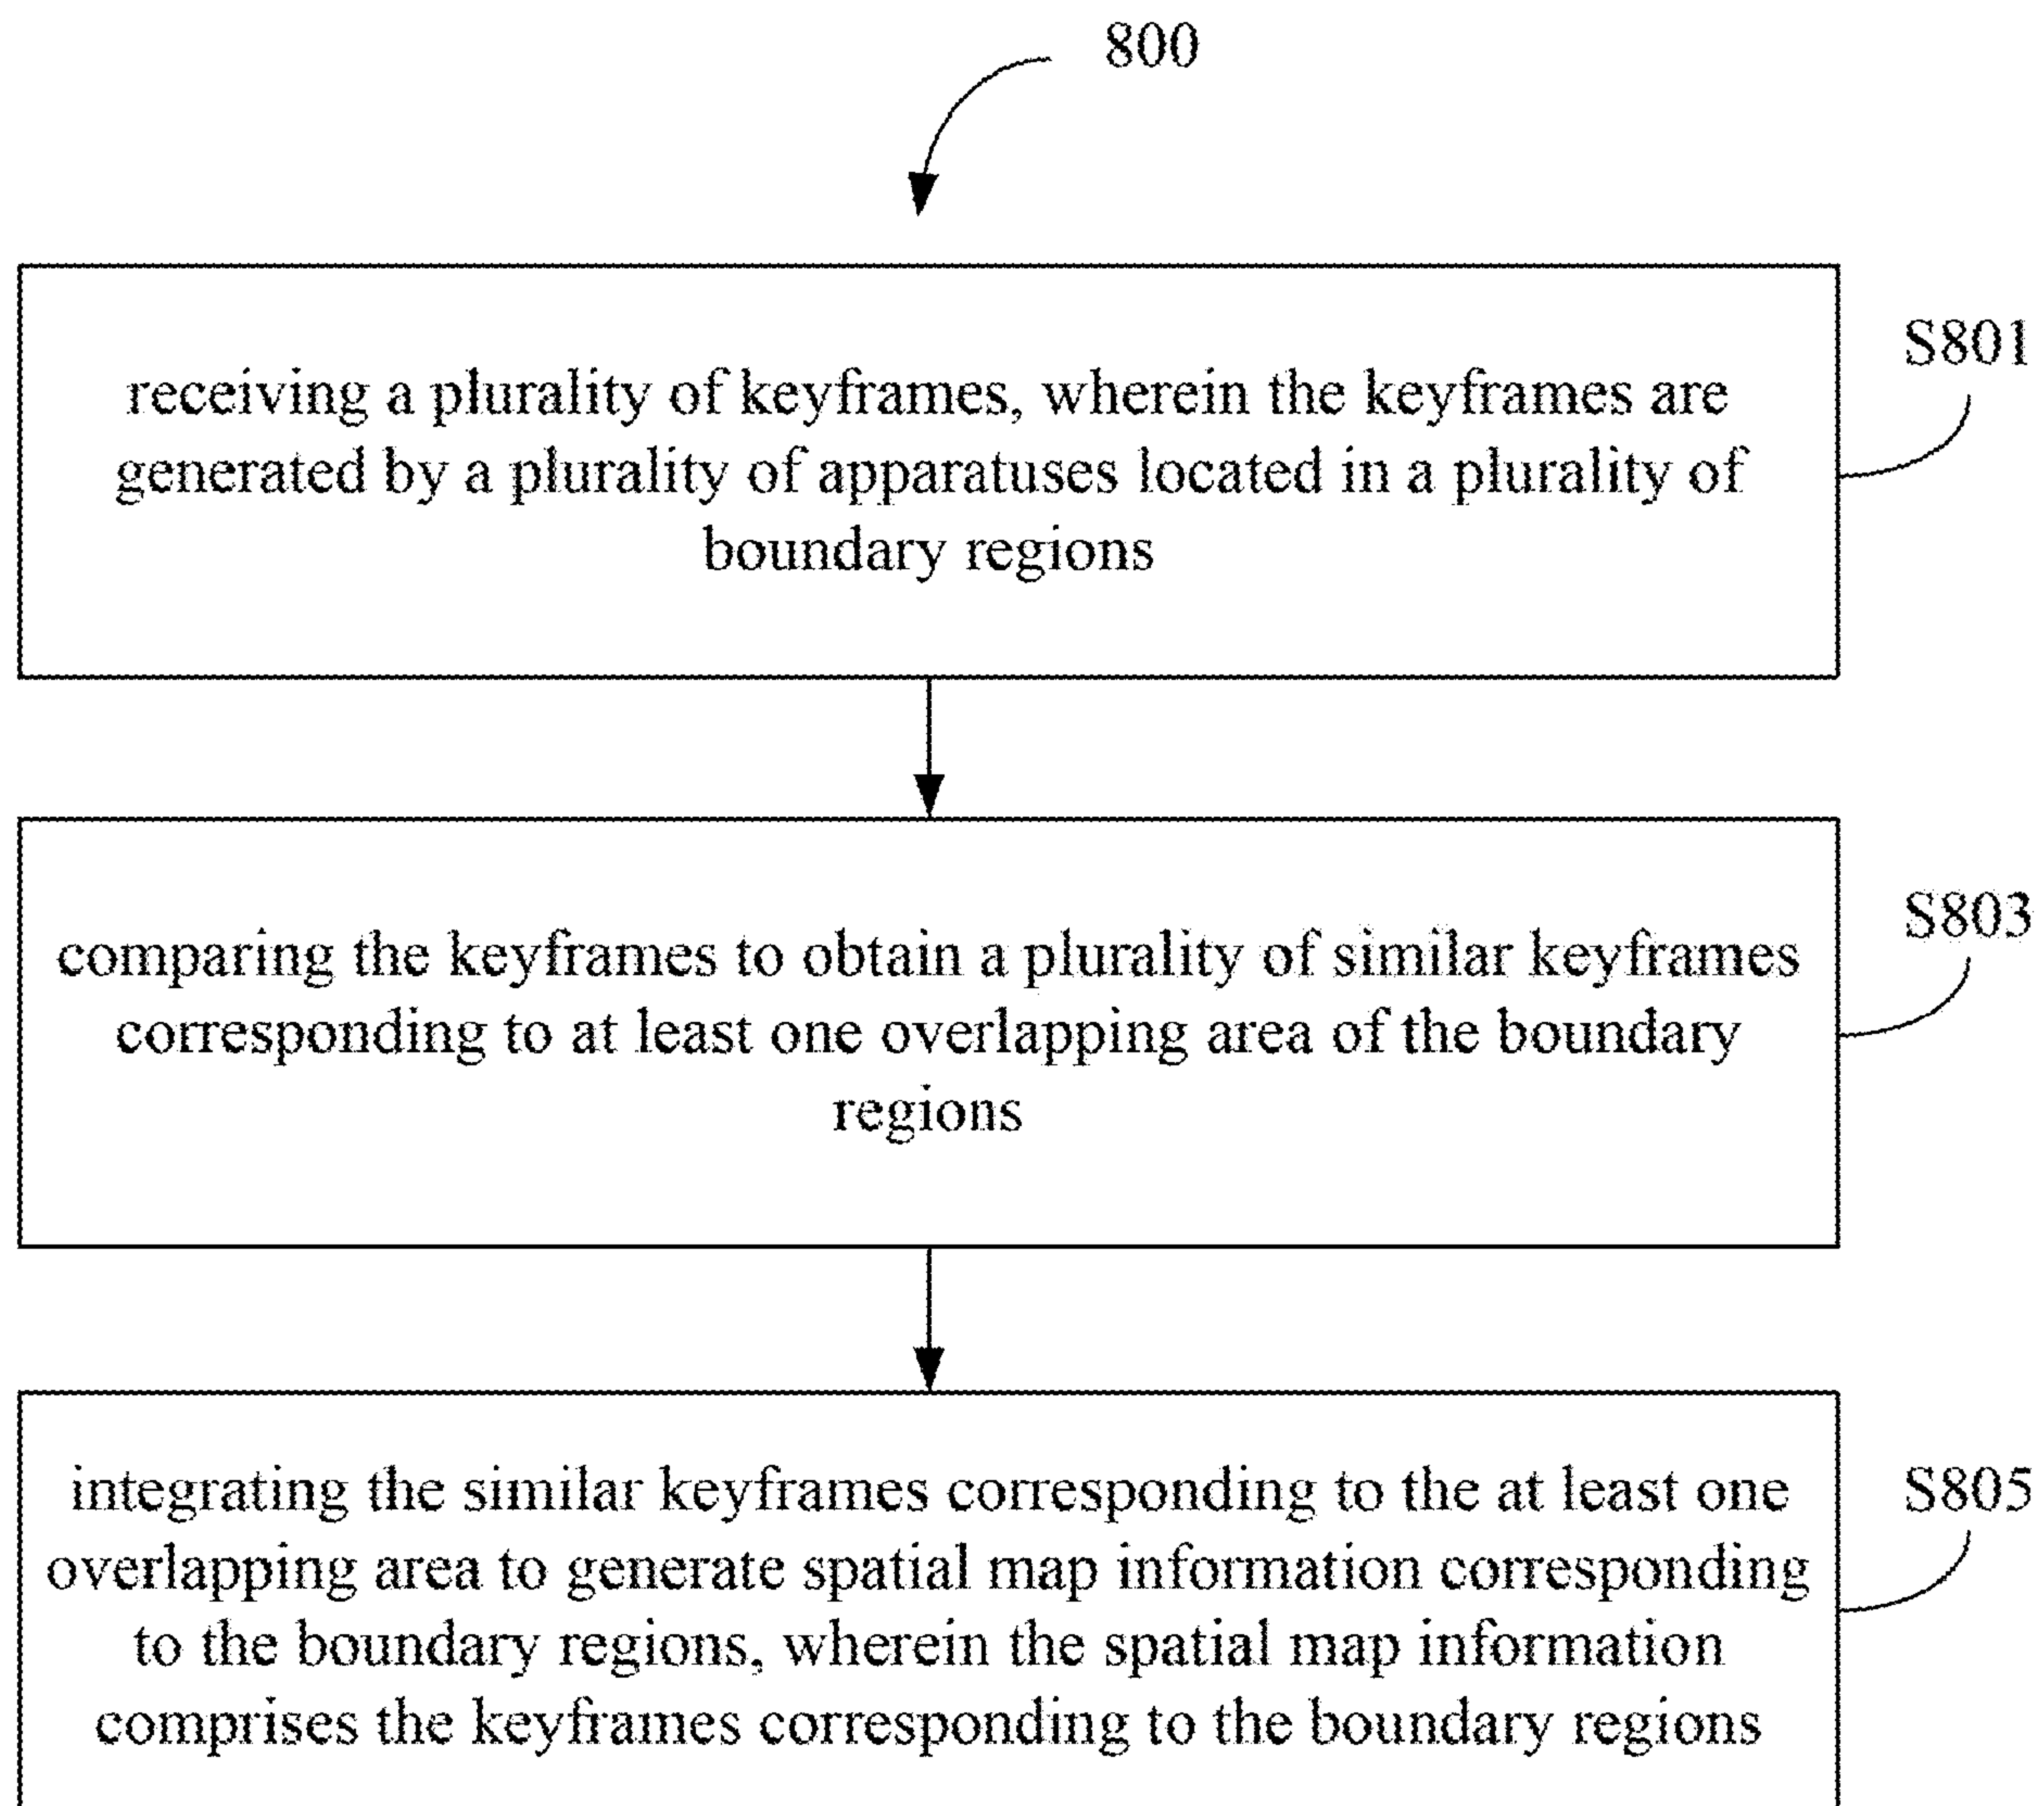 800
receiving a plurality of keyframes, wherein the keyframes are
generated by a plurality of apparatuses located in a plurality of
boundary regions
S801
comparing the keyframes to obtain a plurality of similar keyframes
corresponding to at least one overlapping area of the boundary
regions
S803
integrating the similar keyframes corresponding to the at least one
overlapping area to generate spatial map information corresponding
to the boundary regions, wherein the spatial map information
comprises the keyframes corresponding to the boundary regions
S805